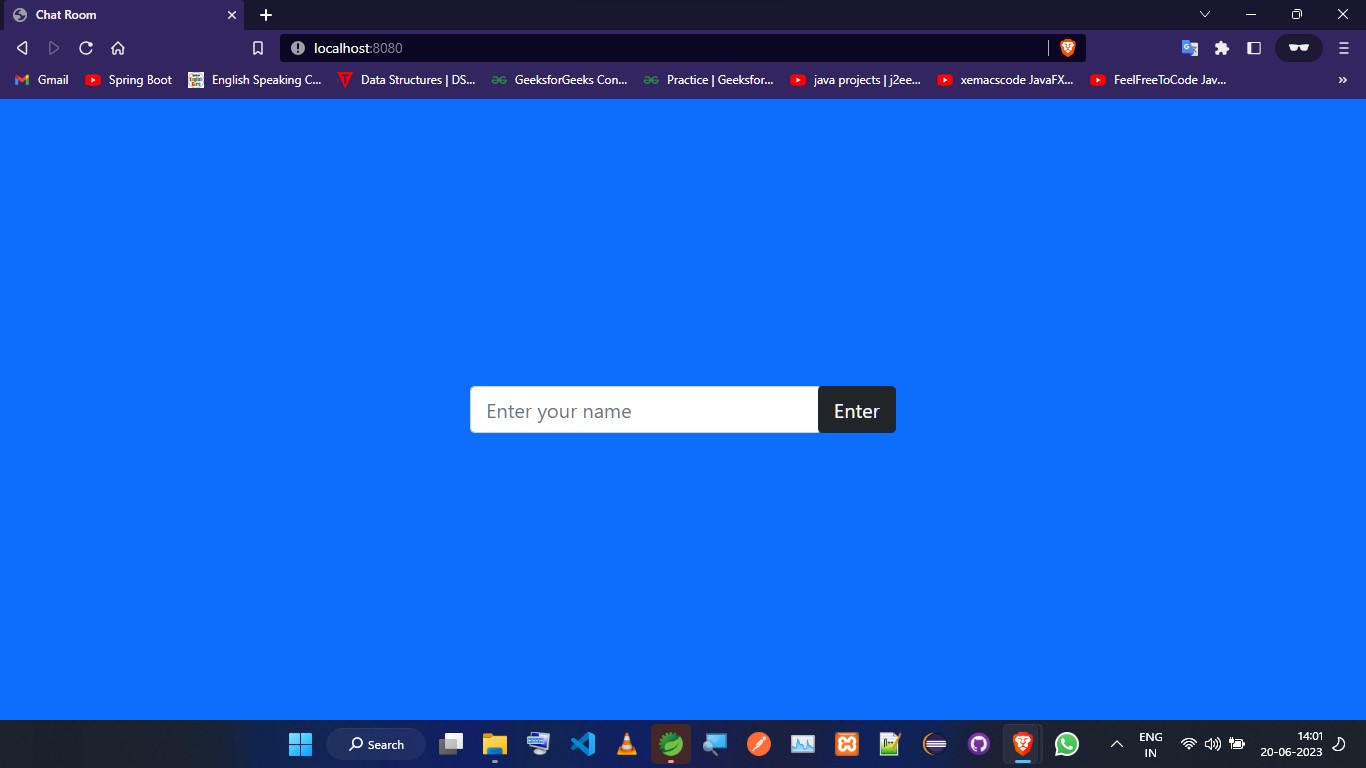 Chat Room
localhost:8080
Gmail Spring Boot English Speaking C... Data Structures | DS... GeeksforGeeks Con... Practice | Geeksfor... java projects | j2ee... xemacscode JavaFX... FeelFreeToCode Jav...
Enter your name Enter
Search
ENG
IN
14:01
20-06-2023